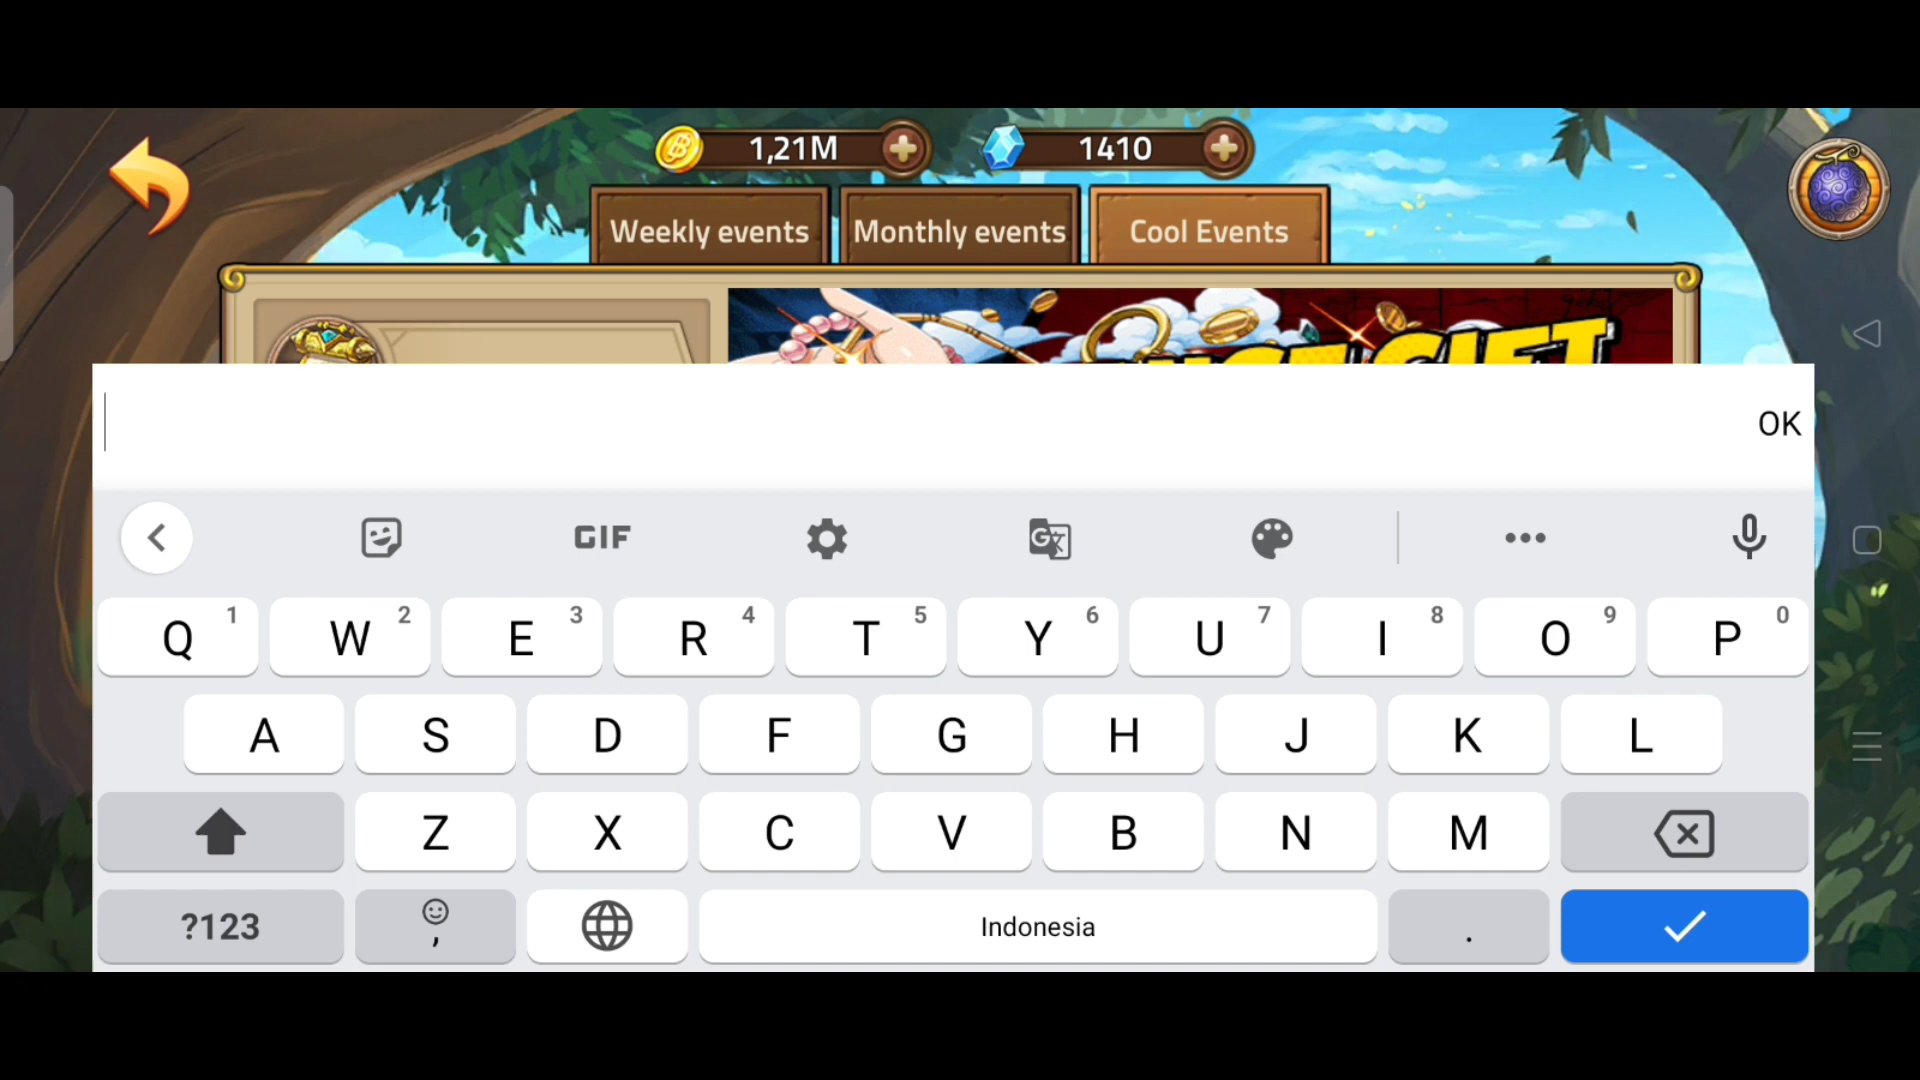 1,21M
1410
Weekly events
Monthly events
Cool Events
GIFT
OK
GIF
Q 1 W 2 E 3 R 4 T 5 Y 6 U 7 I 8 O 9 P 0
A S D F G H J K L
Z X C V B N M
?123 , Indonesia .